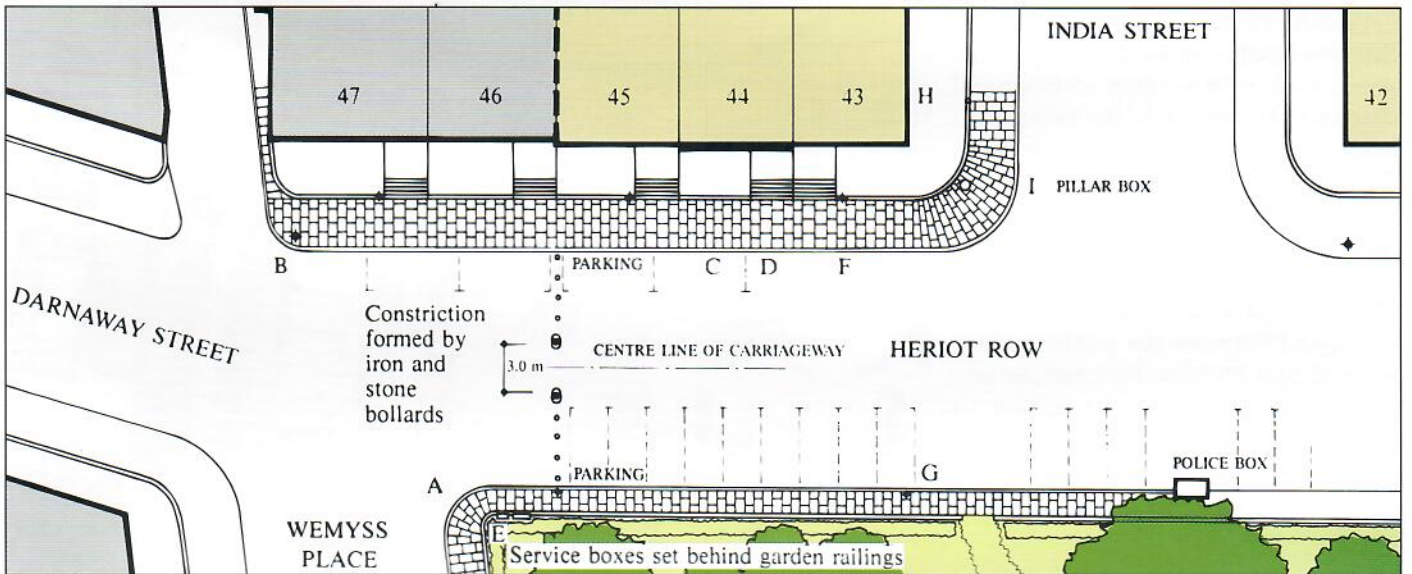 INDIA STREET
47
46
45
44
43
H
42
I
PILLAR BOX
B
PARKING
C
D
F
DARNAWAY STREET
Constriction
formed by
iron and
stone
bollards
3.0 m
CENTRE LINE OF CARRIAGEWAY
HERIOT ROW
A
PARKING
G
POLICE BOX
WEMYSS
PLACE
E
Service boxes set behind garden railings